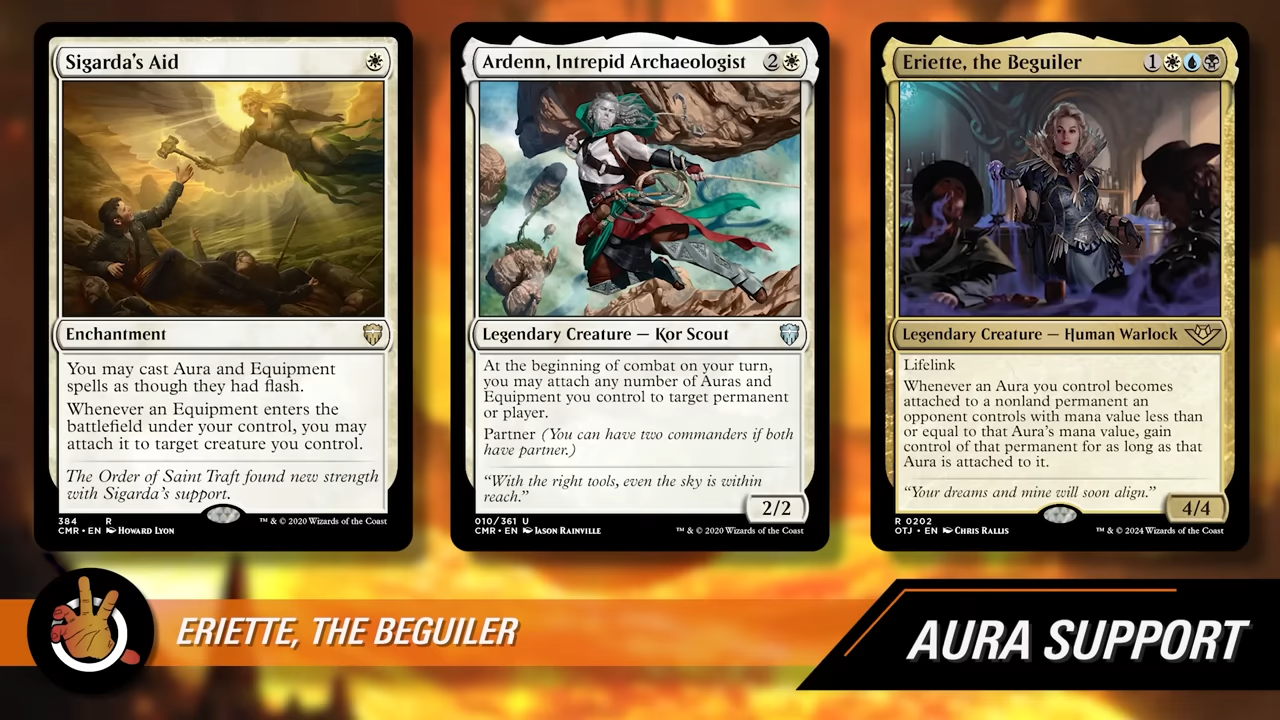 Sigarda's Aid
Enchantment
You may cast Aura and Equipment
spells as though they had flash.
Whenever an Equipment enters the
battlefield under your control, you may
attach it to target creature you control.
The Order of Saint Traft found new strength
with Sigarda's support.
384 R
CMR • EN Howard Lyon
™ & © 2020 Wizards of the Coast
Ardenn, Intrepid Archaeologist 2
Legendary Creature — Kor Scout
At the beginning of combat on your turn,
you may attach any number of Auras and
Equipment you control to target permanent
or player.
Partner (You can have two commanders if both
have partner.)
"With the right tools, even the sky is within
reach."
2/2
010/361 U
CMR • EN Jason Rainville
™ & © 2020 Wizards of the Coast
Eriette, the Beguiler 1
Legendary Creature — Human Warlock
Lifelink
Whenever an Aura you control becomes
attached to a nonland permanent an
opponent controls with mana value less than
or equal to that Aura's mana value, gain
control of that permanent for as long as that
Aura is attached to it.
"Your dreams and mine will soon align."
4/4
R 0202
OTJ • EN Chris Rallis
™ & © 2024 Wizards of the Coast
ERIETTE, THE BEGUILER
AURA SUPPORT